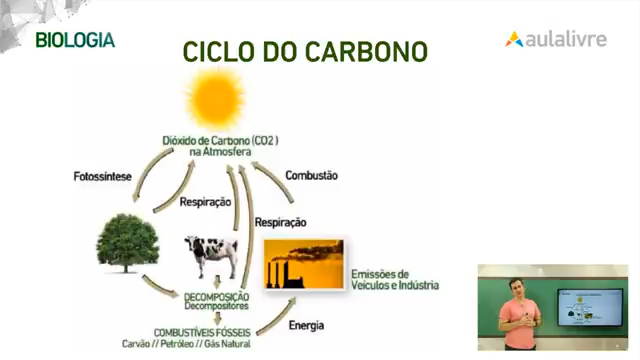 BIOLOGIA
aulalivre
CICLO DO CARBONO
Dióxido de Carbono (CO2 )
na Atmosfera
Fotossíntese
Combustão
Respiração
Respiração
Emissões de
Veículos e Indústria
DECOMPOSIÇÃO
Decompositores
Energia
COMBUSTÍVEIS FÓSSEIS
Carvão // Petróleo // Gás Natural